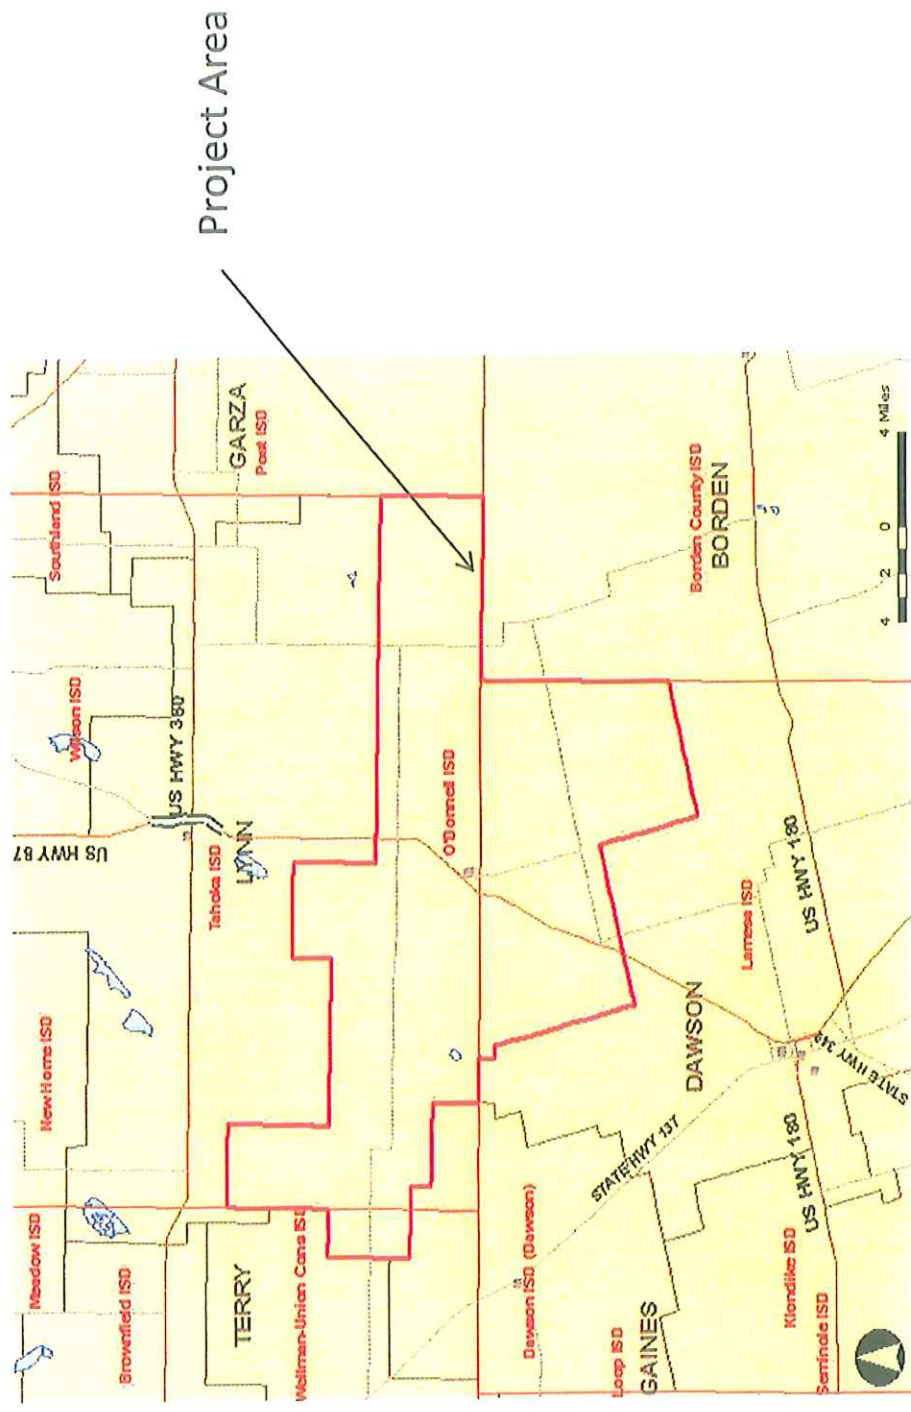 Project Area
Meadow ISD
New Home ISD
Wilson ISD
Southland ISD
US HWY 87
Brownfield ISD
US HWY 380
Tahoka ISD
LYNN
GARZA
Post ISD
TERRY
Wellman-Union Cons ISD
O'Donnell ISD
Dawson ISD (Dawson)
STATE HWY 137
Loop ISD
GAINES
DAWSON
Lamesa ISD
Borden County ISD
BORDEN
Klondike ISD
US HWY 180
US HWY 180
Seminole ISD
STATE HWY 349
4 2 0 4 Miles